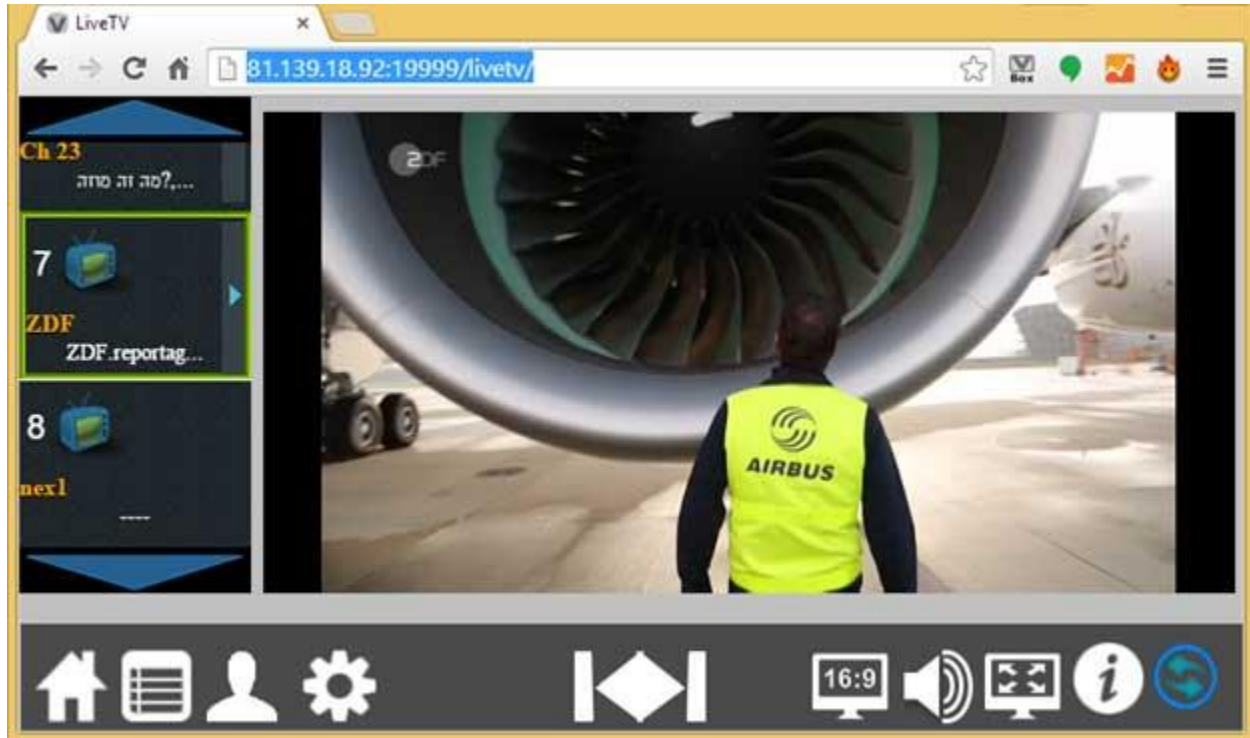 LiveTV
81.139.18.92:19999/livetv/
V Box
Ch 23
מה זה מוזה?,...
7
ZDF
ZDF.reportag...
8
nex1
----
2DF
AIRBUS
16:9
i